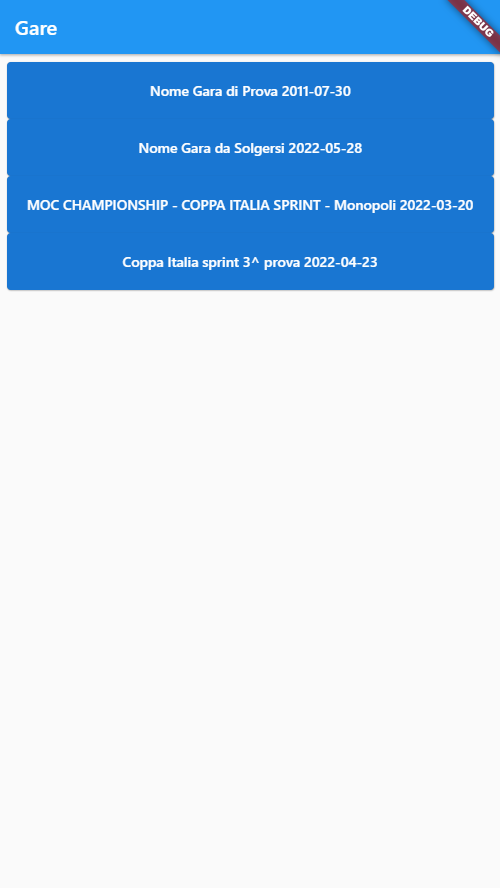 Gare
DEBUG
Nome Gara di Prova 2011-07-30
Nome Gara da Solgersi 2022-05-28
MOC CHAMPIONSHIP - COPPA ITALIA SPRINT - Monopoli 2022-03-20
Coppa Italia sprint 3^ prova 2022-04-23